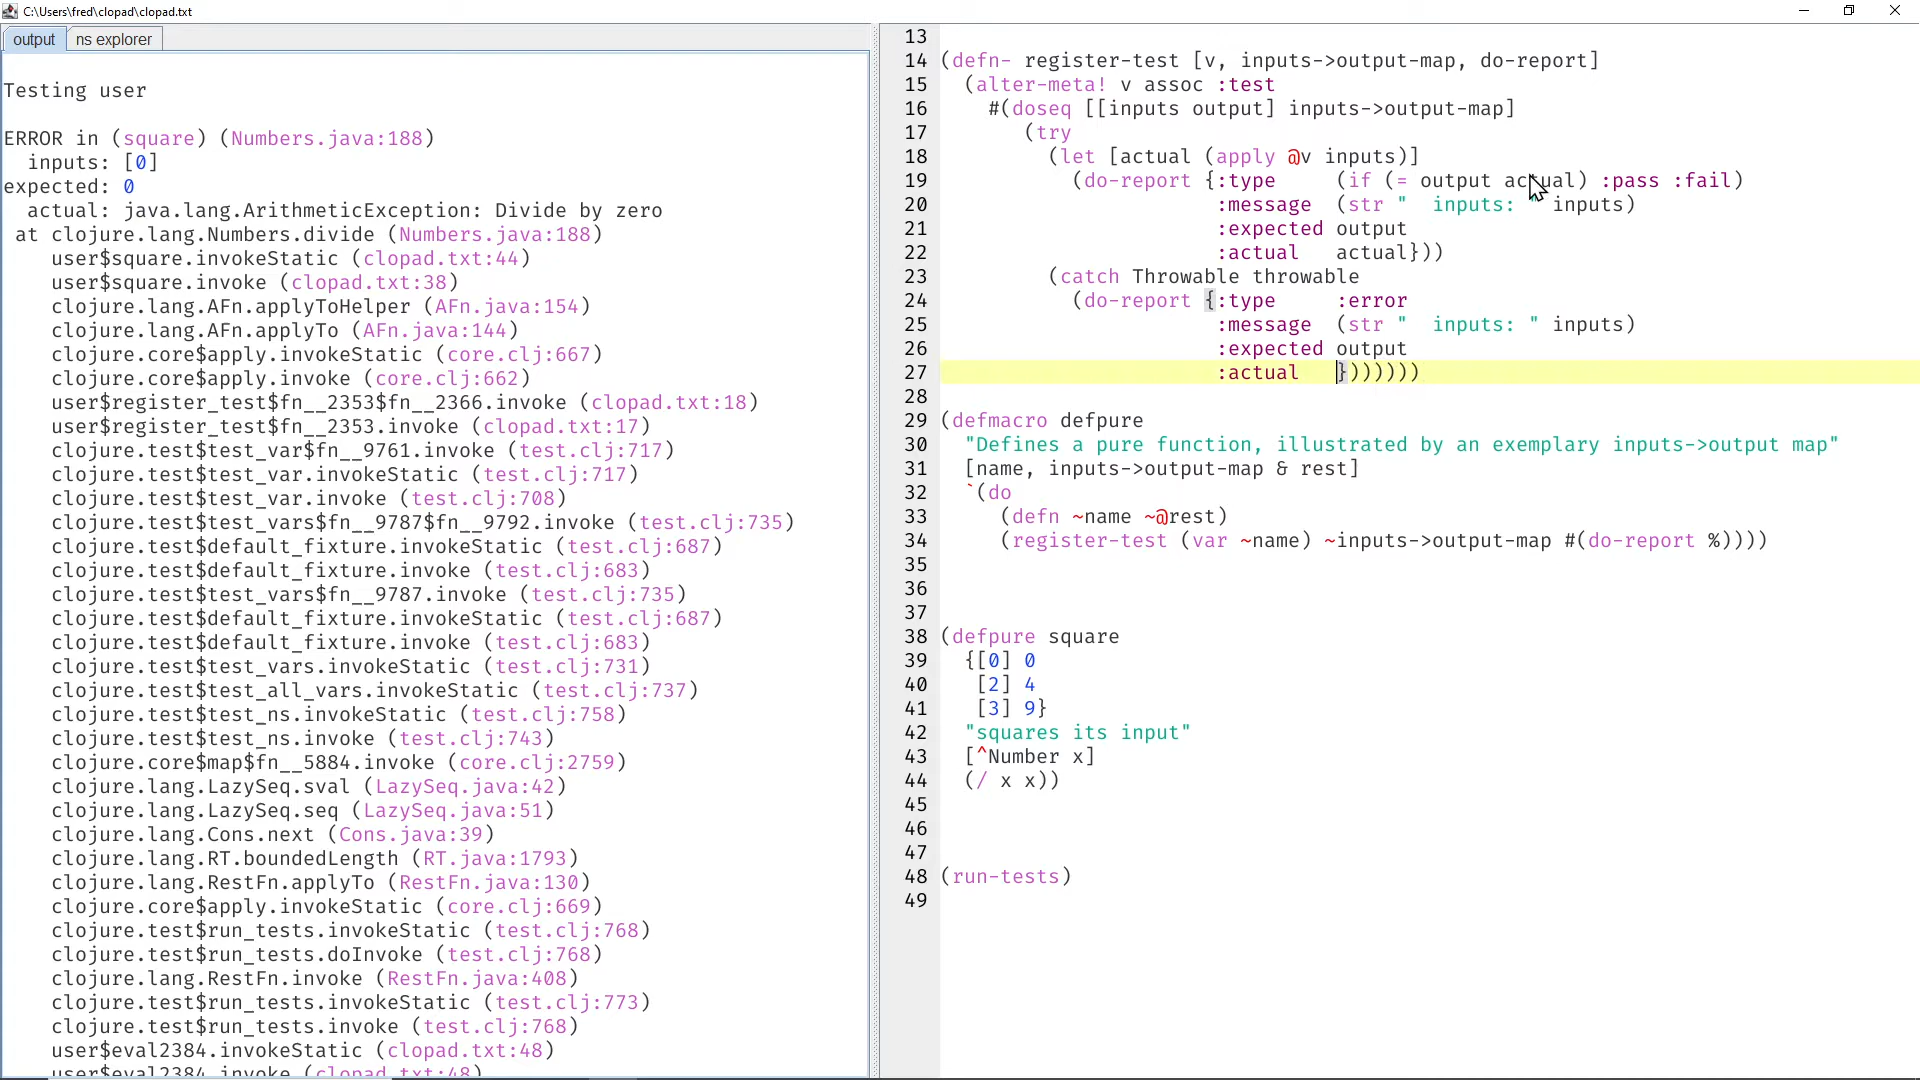 C:\Users\fred\clopad\clopad.txt
output
ns explorer
Testing user
ERROR in (square) (Numbers.java:188)
  inputs: [0]
expected: 0
  actual: java.lang.ArithmeticException: Divide by zero
 at clojure.lang.Numbers.divide (Numbers.java:188)
    user$square.invokeStatic (clopad.txt:44)
    user$square.invoke (clopad.txt:38)
    clojure.lang.AFn.applyToHelper (AFn.java:154)
    clojure.lang.AFn.applyTo (AFn.java:144)
    clojure.core$apply.invokeStatic (core.clj:667)
    clojure.core$apply.invoke (core.clj:662)
    user$register_test$fn__2353$fn__2366.invoke (clopad.txt:18)
    user$register_test$fn__2353.invoke (clopad.txt:17)
    clojure.test$test_var$fn__9761.invoke (test.clj:717)
    clojure.test$test_var.invokeStatic (test.clj:717)
    clojure.test$test_var.invoke (test.clj:708)
    clojure.test$test_vars$fn__9787$fn__9792.invoke (test.clj:735)
    clojure.test$default_fixture.invokeStatic (test.clj:687)
    clojure.test$default_fixture.invoke (test.clj:683)
    clojure.test$test_vars$fn__9787.invoke (test.clj:735)
    clojure.test$default_fixture.invokeStatic (test.clj:687)
    clojure.test$default_fixture.invoke (test.clj:683)
    clojure.test$test_vars.invokeStatic (test.clj:731)
    clojure.test$test_all_vars.invokeStatic (test.clj:737)
    clojure.test$test_ns.invokeStatic (test.clj:758)
    clojure.test$test_ns.invoke (test.clj:743)
    clojure.core$map$fn__5884.invoke (core.clj:2759)
    clojure.lang.LazySeq.sval (LazySeq.java:42)
    clojure.lang.LazySeq.seq (LazySeq.java:51)
    clojure.lang.Cons.next (Cons.java:39)
    clojure.lang.RT.boundedLength (RT.java:1793)
    clojure.lang.RestFn.applyTo (RestFn.java:130)
    clojure.core$apply.invokeStatic (core.clj:669)
    clojure.test$run_tests.invokeStatic (test.clj:768)
    clojure.test$run_tests.doInvoke (test.clj:768)
    clojure.lang.RestFn.invoke (RestFn.java:408)
    clojure.test$run_tests.invokeStatic (test.clj:773)
    clojure.test$run_tests.invoke (test.clj:768)
    user$eval2384.invokeStatic (clopad.txt:48)
    user$eval2384.invoke (clopad.txt:48)
13
14 (defn- register-test [v, inputs->output-map, do-report]
15   (alter-meta! v assoc :test
16     #(doseq [[inputs output] inputs->output-map]
17        (try
18          (let [actual (apply @v inputs)]
19            (do-report {:type     (if (= output actual) :pass :fail)
20                        :message  (str "  inputs: " inputs)
21                        :expected output
22                        :actual   actual}))
23          (catch Throwable throwable
24            (do-report {:type     :error
25                        :message  (str "  inputs: " inputs)
26                        :expected output
27                        :actual   }))))))
28
29 (defmacro defpure
30   "Defines a pure function, illustrated by an exemplary inputs->output map"
31   [name, inputs->output-map & rest]
32   `(do
33      (defn ~name ~@rest)
34      (register-test (var ~name) ~inputs->output-map #(do-report %))))
35
36
37
38 (defpure square
39   {[0] 0
40    [2] 4
41    [3] 9}
42   "squares its input"
43   [^Number x]
44   (/ x x))
45
46
47
48 (run-tests)
49